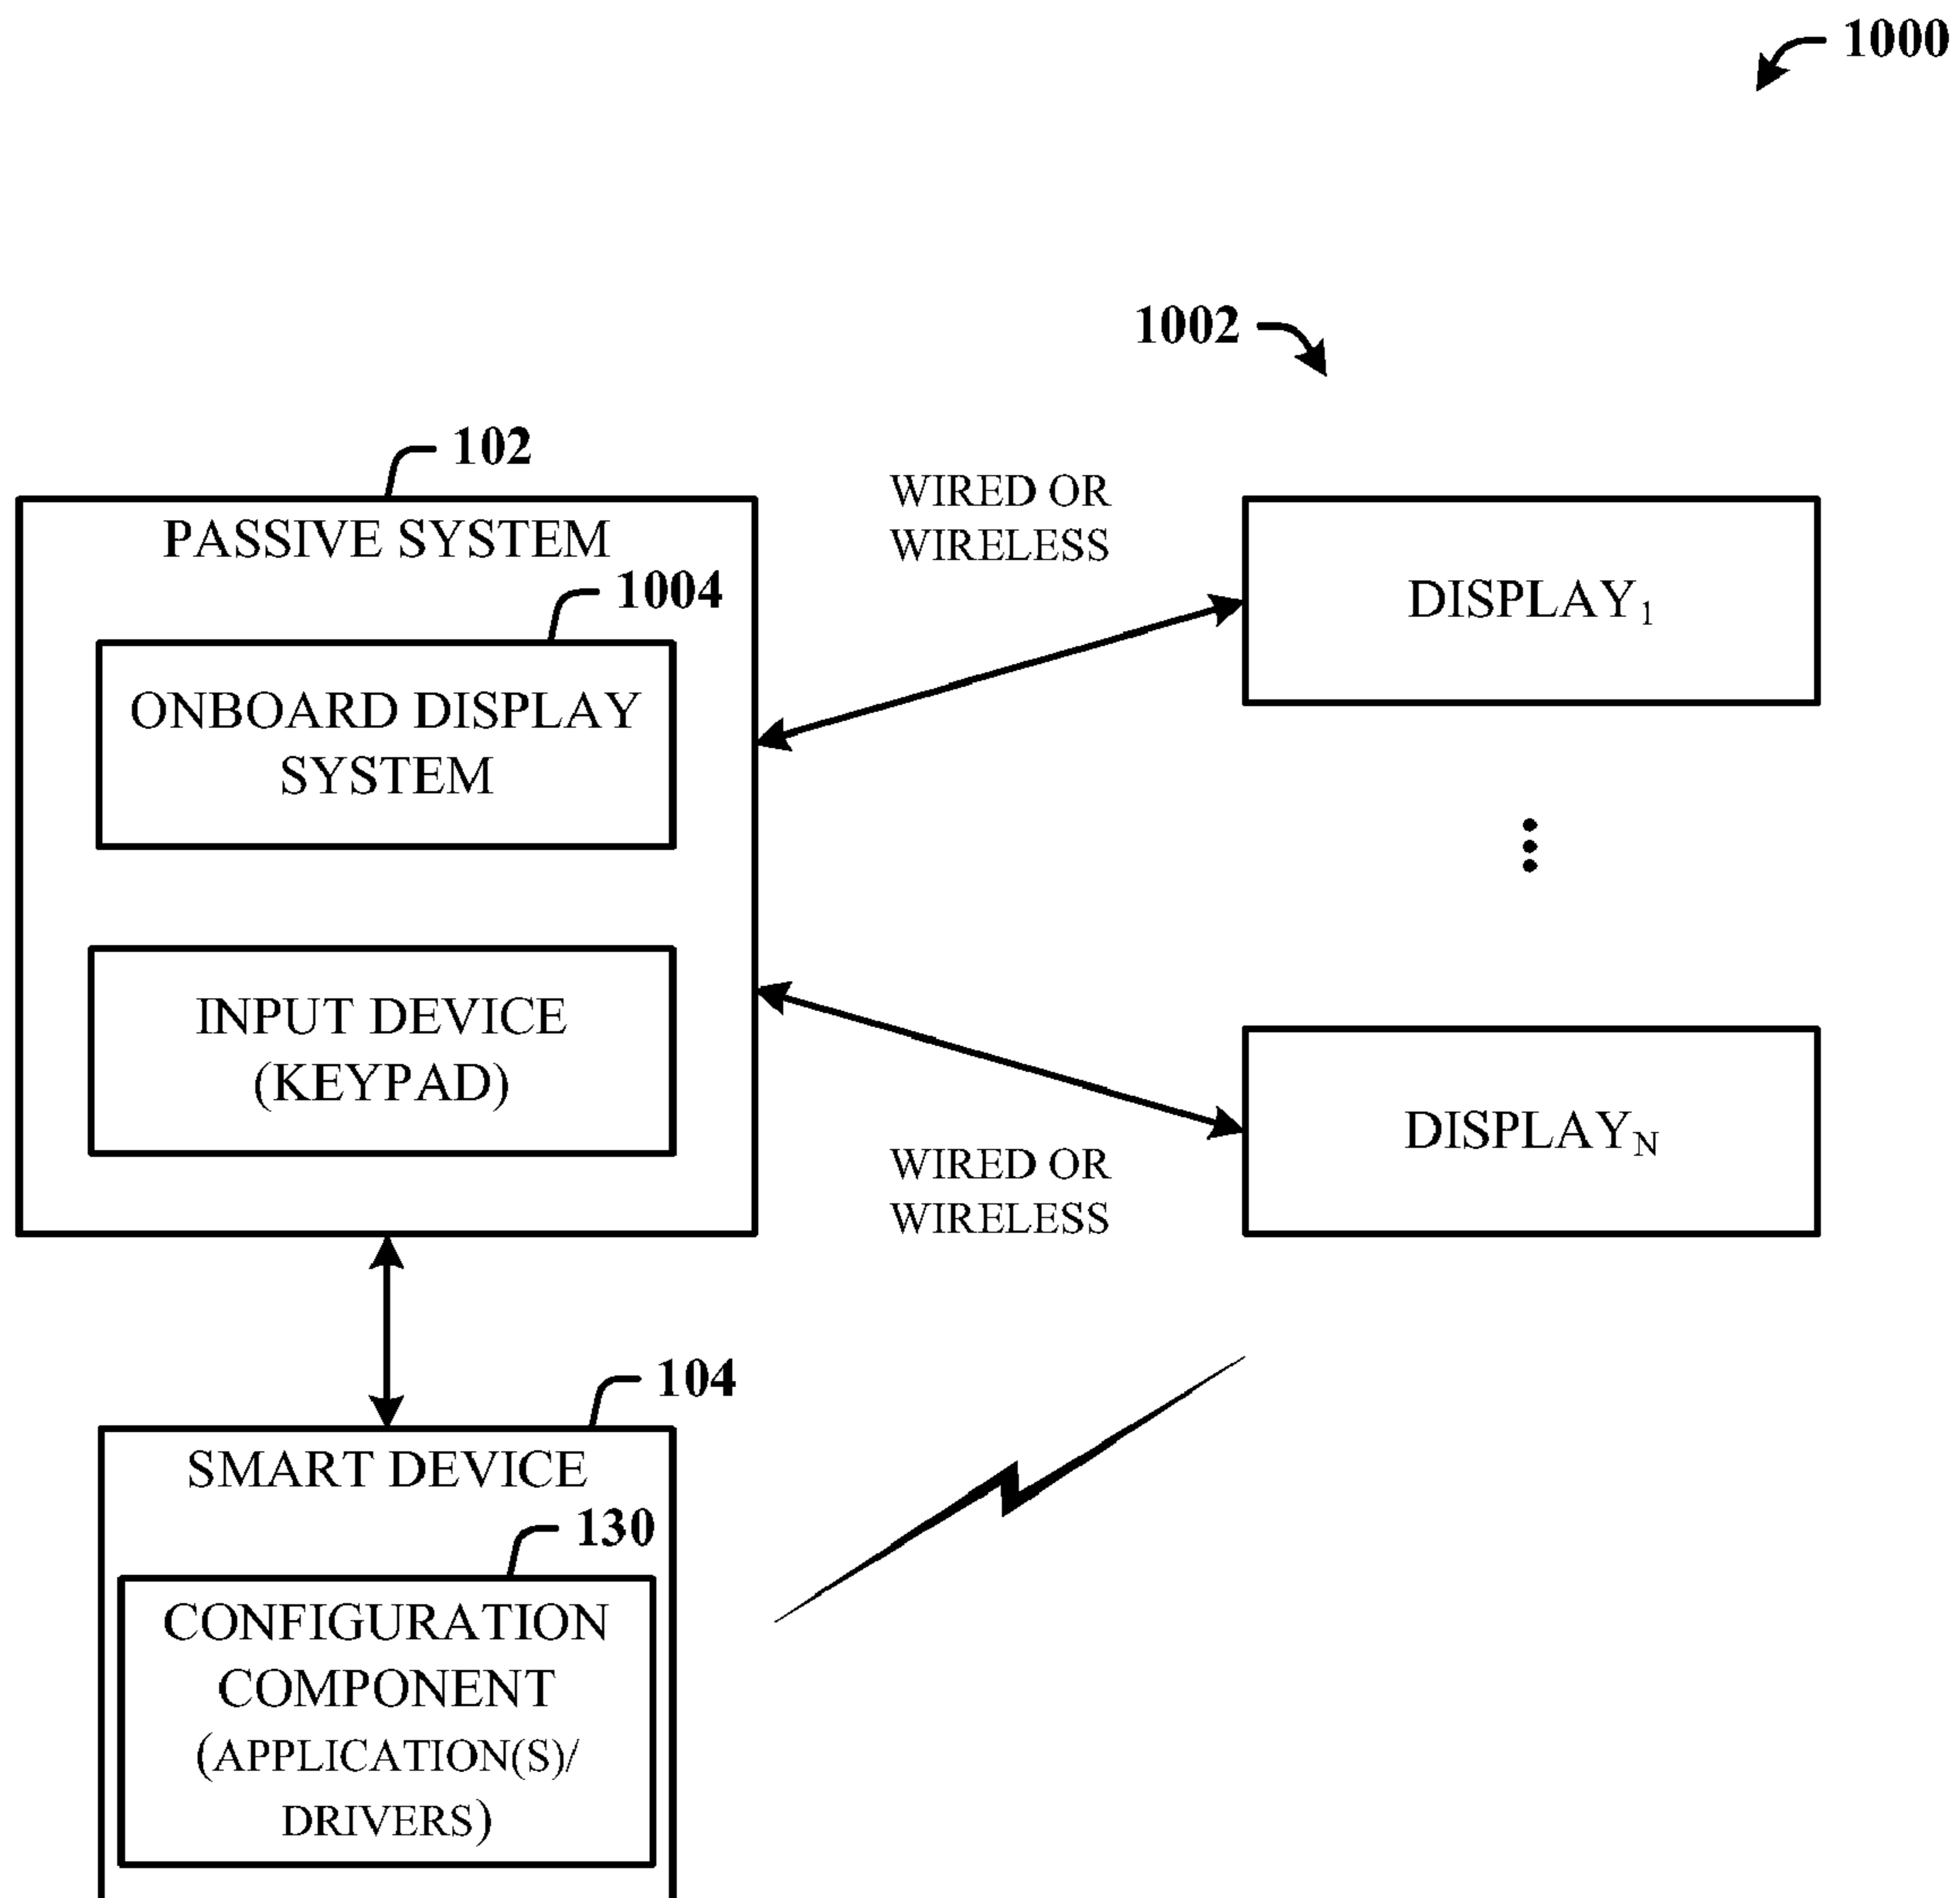 1000
1002
102
PASSIVE SYSTEM
1004
ONBOARD DISPLAY
SYSTEM
INPUT DEVICE
(KEYPAD)
WIRED OR
WIRELESS
DISPLAY1
DISPLAYN
WIRED OR
WIRELESS
104
SMART DEVICE
130
CONFIGURATION
COMPONENT
(APPLICATION(S)/
DRIVERS)